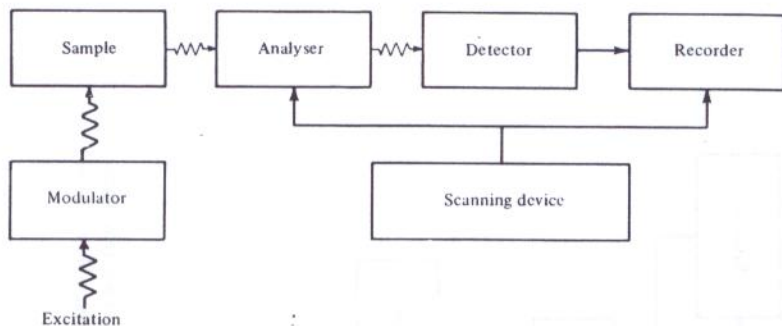 Sample
Analyser
Detector
Recorder
Modulator
Scanning device
Excitation